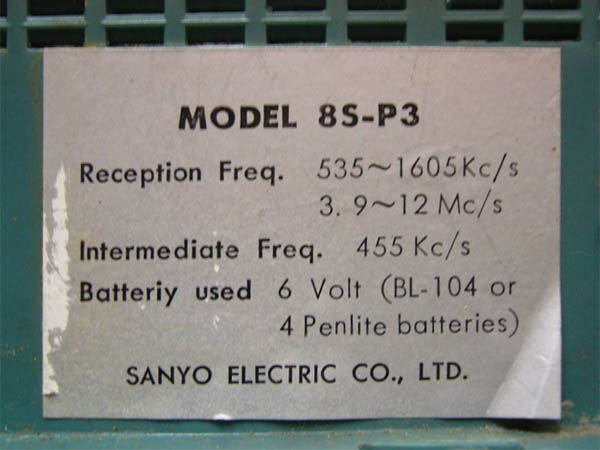 MODEL 8S-P3
Reception Freq. 535~1605Kc/s
3. 9~12 Mc/s
Intermediate Freq. 455 Kc/s
Batteriy used 6 Volt (BL-104 or
4 Penlite batteries)
SANYO ELECTRIC CO., LTD.